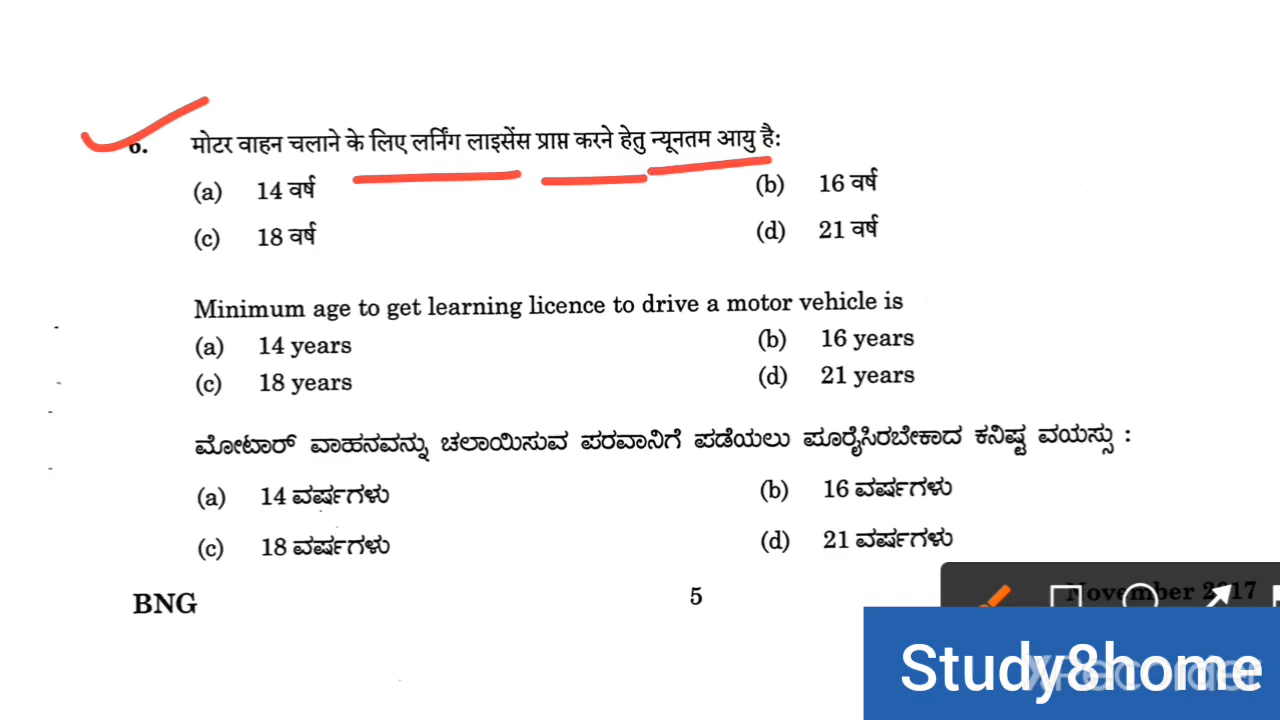 6. मोटर वाहन चलाने के लिए लर्निंग लाइसेंस प्राप्त करने हेतु न्यूनतम आयु है:
(a) 14 वर्ष (b) 16 वर्ष
(c) 18 वर्ष (d) 21 वर्ष
Minimum age to get learning licence to drive a motor vehicle is
(a) 14 years (b) 16 years
(c) 18 years (d) 21 years
ಮೋಟಾರ್ ವಾಹನವನ್ನು ಚಲಾಯಿಸುವ ಪರವಾನಿಗೆ ಪಡೆಯಲು ಪೂರೈಸಿರಬೇಕಾದ ಕನಿಷ್ಟ ವಯಸ್ಸು :
(a) 14 ವರ್ಷಗಳು (b) 16 ವರ್ಷಗಳು
(c) 18 ವರ್ಷಗಳು (d) 21 ವರ್ಷಗಳು
BNG 5 November 2017
Study8home
XRecorder